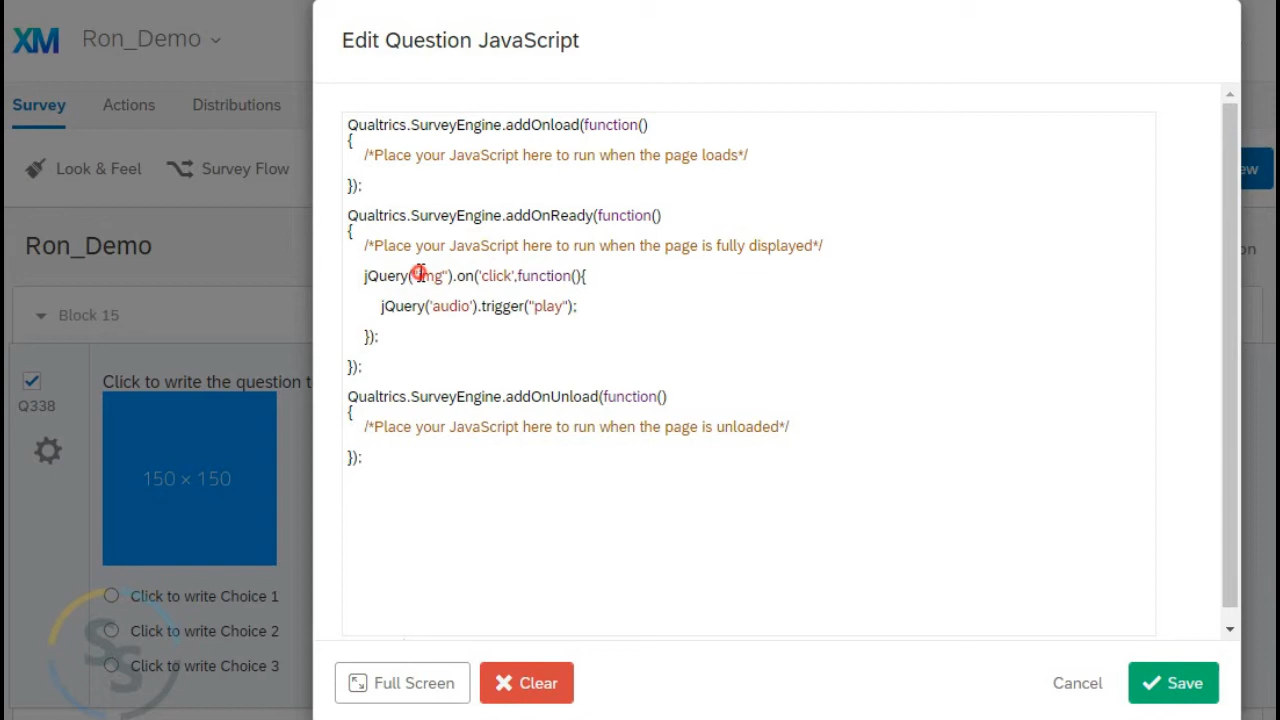 XM
Ron_Demo
Edit Question JavaScript
Survey
Actions
Distributions
Look & Feel
Survey Flow
Ron_Demo
Block 15
Q338
Click to write the question t
150 × 150
Click to write Choice 1
Click to write Choice 2
Click to write Choice 3
Qualtrics.SurveyEngine.addOnload(function()
{
/*Place your JavaScript here to run when the page loads*/
});
Qualtrics.SurveyEngine.addOnReady(function()
{
/*Place your JavaScript here to run when the page is fully displayed*/
jQuery("img").on('click',function(){
jQuery('audio').trigger("play");
});
});
Qualtrics.SurveyEngine.addOnUnload(function()
{
/*Place your JavaScript here to run when the page is unloaded*/
});
Full Screen
Clear
Cancel
Save
ew
on
SS